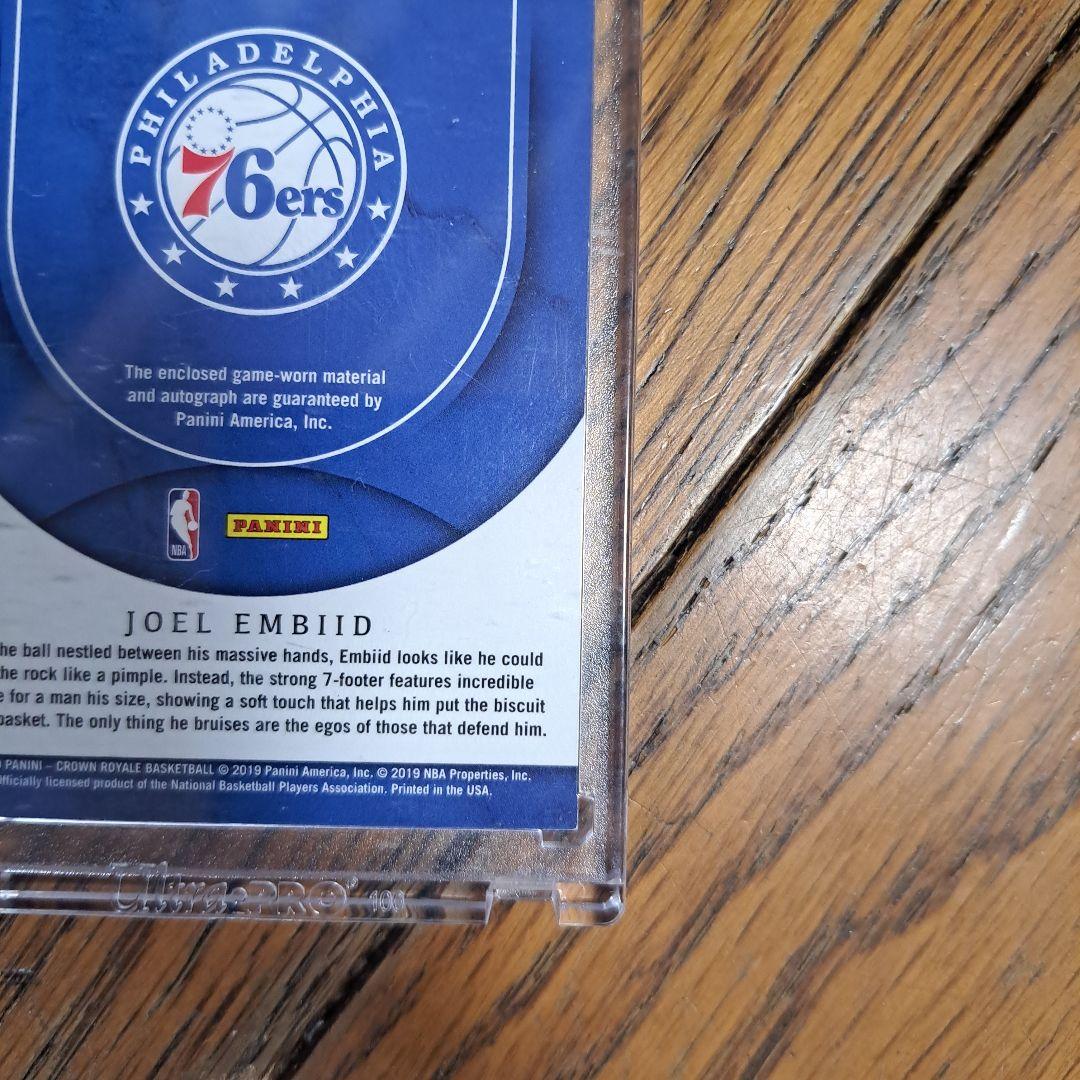 PHILADELPHIA
76ers
The enclosed game-worn material
and autograph are guaranteed by
Panini America, Inc.
NBA
PANINI
JOEL EMBIID
he ball nestled between his massive hands, Embiid looks like he could
the rock like a pimple. Instead, the strong 7-footer features incredible
e for a man his size, showing a soft touch that helps him put the biscuit
basket. The only thing he bruises are the egos of those that defend him.
PANINI – CROWN ROYALE BASKETBALL © 2019 Panini America, Inc. © 2019 NBA Properties, Inc.
fficially licensed product of the National Basketball Players Association. Printed in the USA.
Ultra-PRO® 100